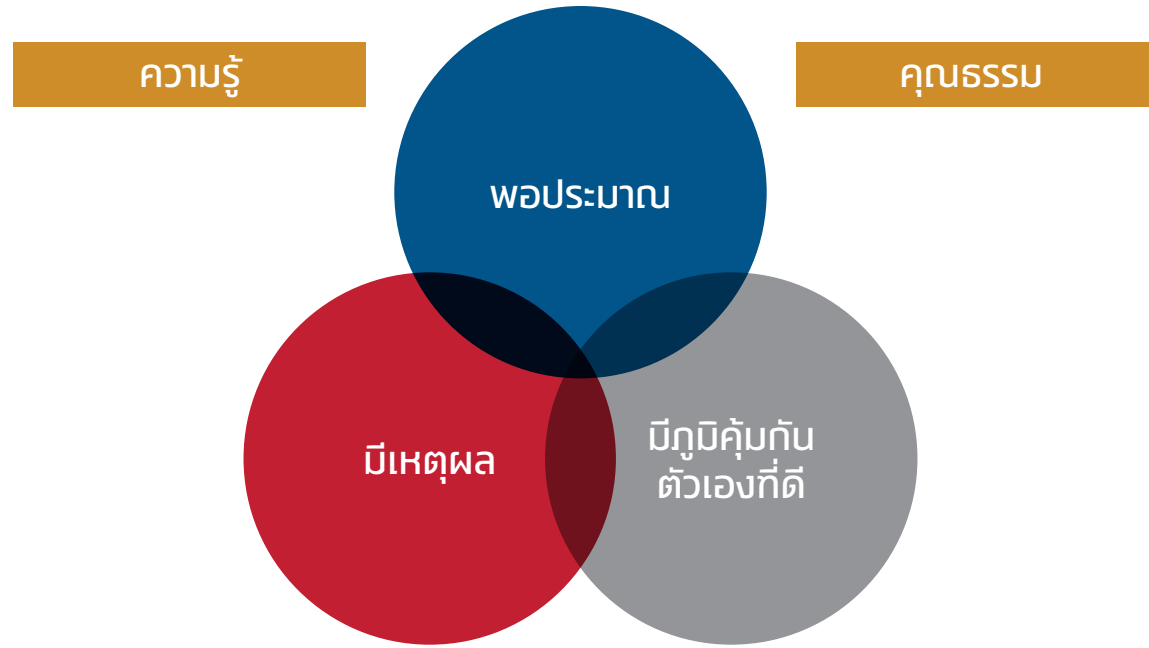 ความรู้
คุณธรรม
พอประมาณ
มีเหตุผล
มีภูมิคุ้มกัน
ตัวเองที่ดี